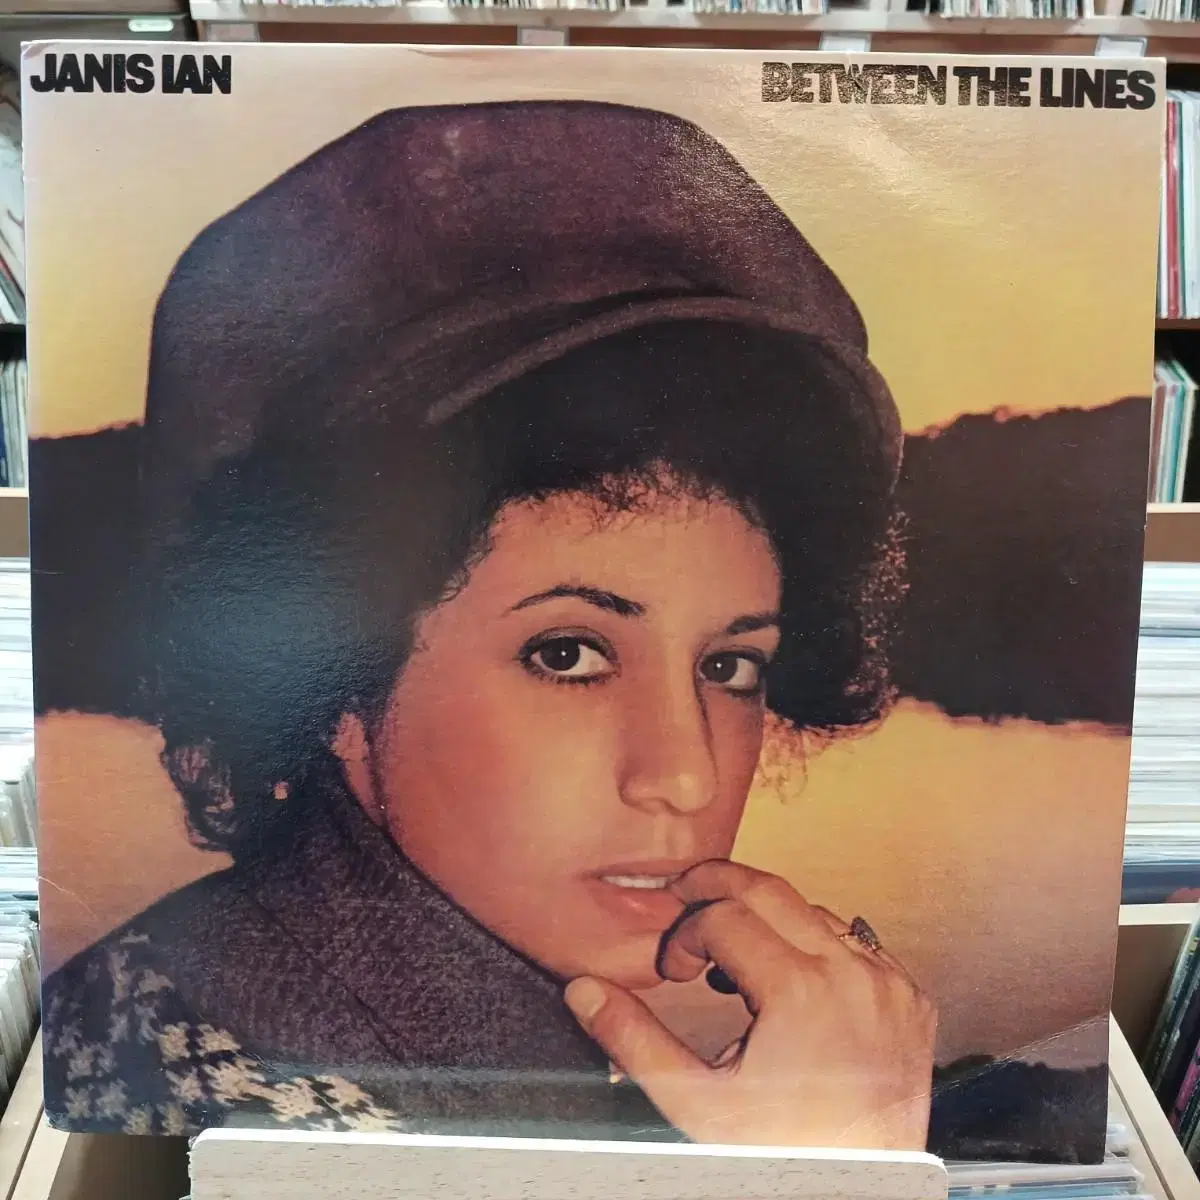 JANIS IAN
BETWEEN THE LINES